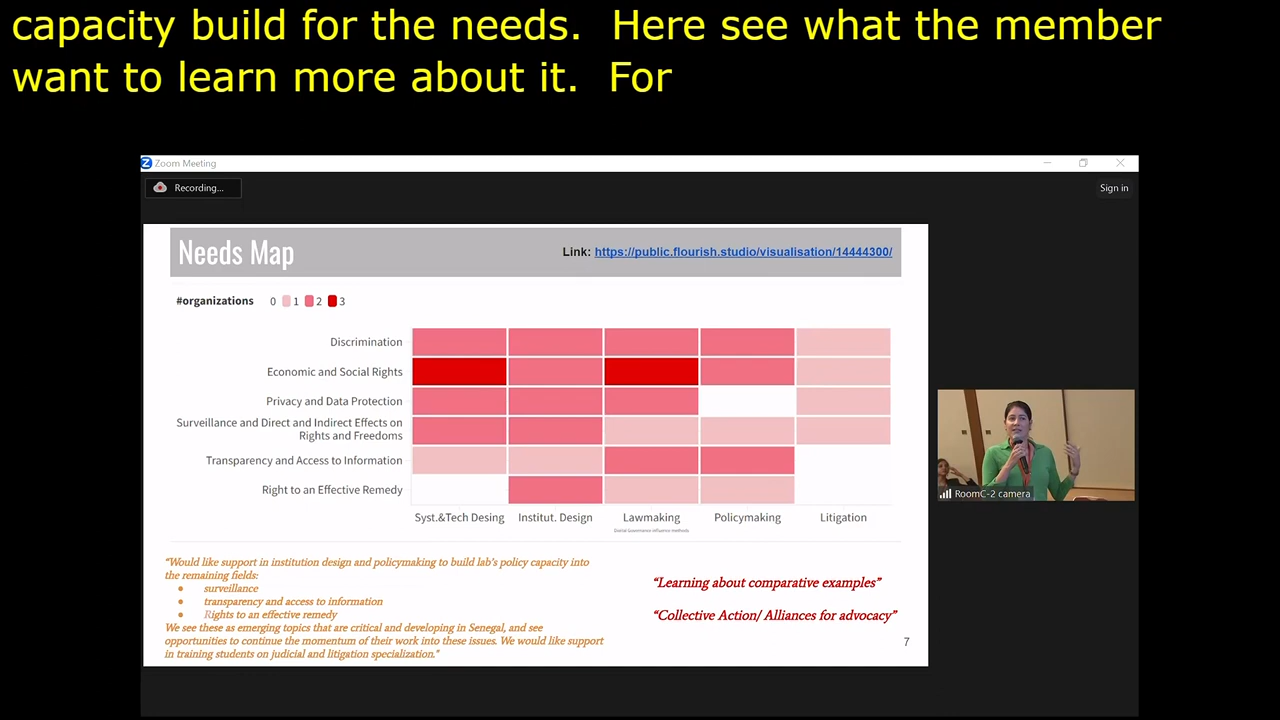 capacity build for the needs.  Here see what the member
want to learn more about it.  For
Zoom Meeting
Recording...
Sign in
Needs Map
Link: https://public.flourish.studio/visualisation/14444300/
#organizations 0 1 2 3
Discrimination
Economic and Social Rights
Privacy and Data Protection
Surveillance and Direct and Indirect Effects on
Rights and Freedoms
Transparency and Access to Information
Right to an Effective Remedy
Syst.&Tech Desing Institut. Design Lawmaking Policymaking Litigation
Digital Governance influence methods
"Would like support in institution design and policymaking to build lab's policy capacity into
the remaining fields:
● surveillance
● transparency and access to information
● Rights to an effective remedy
We see these as emerging topics that are critical and developing in Senegal, and see
opportunities to continue the momentum of their work into these issues. We would like support
in training students on judicial and litigation specialization."
"Learning about comparative examples"
"Collective Action/ Alliances for advocacy"
7
RoomC-2 camera